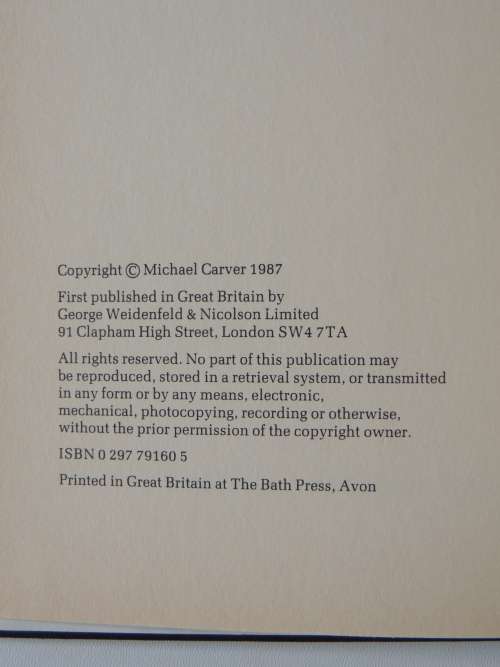 Copyright © Michael Carver 1987
First published in Great Britain by
George Weidenfeld & Nicolson Limited
91 Clapham High Street, London SW4 7TA
All rights reserved. No part of this publication may
be reproduced, stored in a retrieval system, or transmitted
in any form or by any means, electronic,
mechanical, photocopying, recording or otherwise,
without the prior permission of the copyright owner.
ISBN 0 297 79160 5
Printed in Great Britain at The Bath Press, Avon